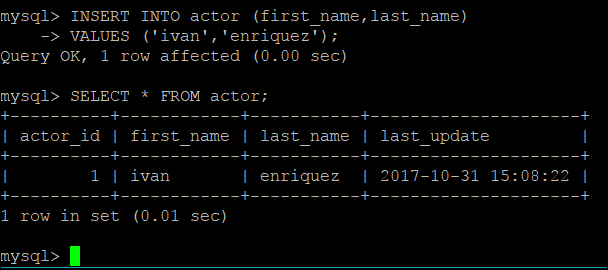 mysql> INSERT INTO actor (first_name,last_name)
    -> VALUES ('ivan','enriquez');
Query OK, 1 row affected (0.00 sec)
mysql> SELECT * FROM actor;
+----------+------------+-----------+---------------------+
| actor_id | first_name | last_name | last_update         |
+----------+------------+-----------+---------------------+
|        1 | ivan       | enriquez  | 2017-10-31 15:08:22 |
+----------+------------+-----------+---------------------+
1 row in set (0.01 sec)
mysql>